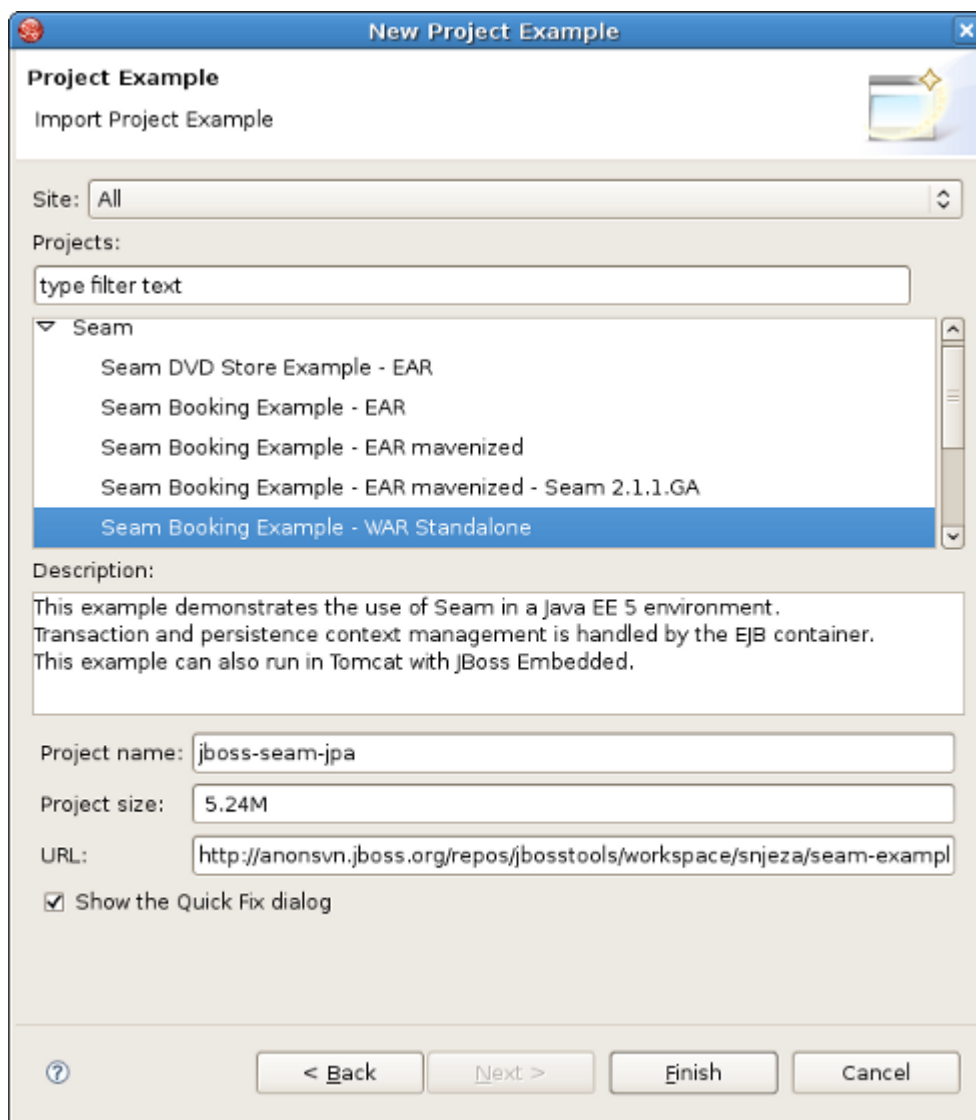 New Project Example
Project Example
Import Project Example
Site: All
Projects:
type filter text
Seam
Seam DVD Store Example - EAR
Seam Booking Example - EAR
Seam Booking Example - EAR mavenized
Seam Booking Example - EAR mavenized - Seam 2.1.1.GA
Seam Booking Example - WAR Standalone
Description:
This example demonstrates the use of Seam in a Java EE 5 environment.
Transaction and persistence context management is handled by the EJB container.
This example can also run in Tomcat with JBoss Embedded.
Project name: jboss-seam-jpa
Project size: 5.24M
URL: http://anonsvn.jboss.org/repos/jbosstools/workspace/snjeza/seam-exampl
Show the Quick Fix dialog
< Back Next > Finish Cancel